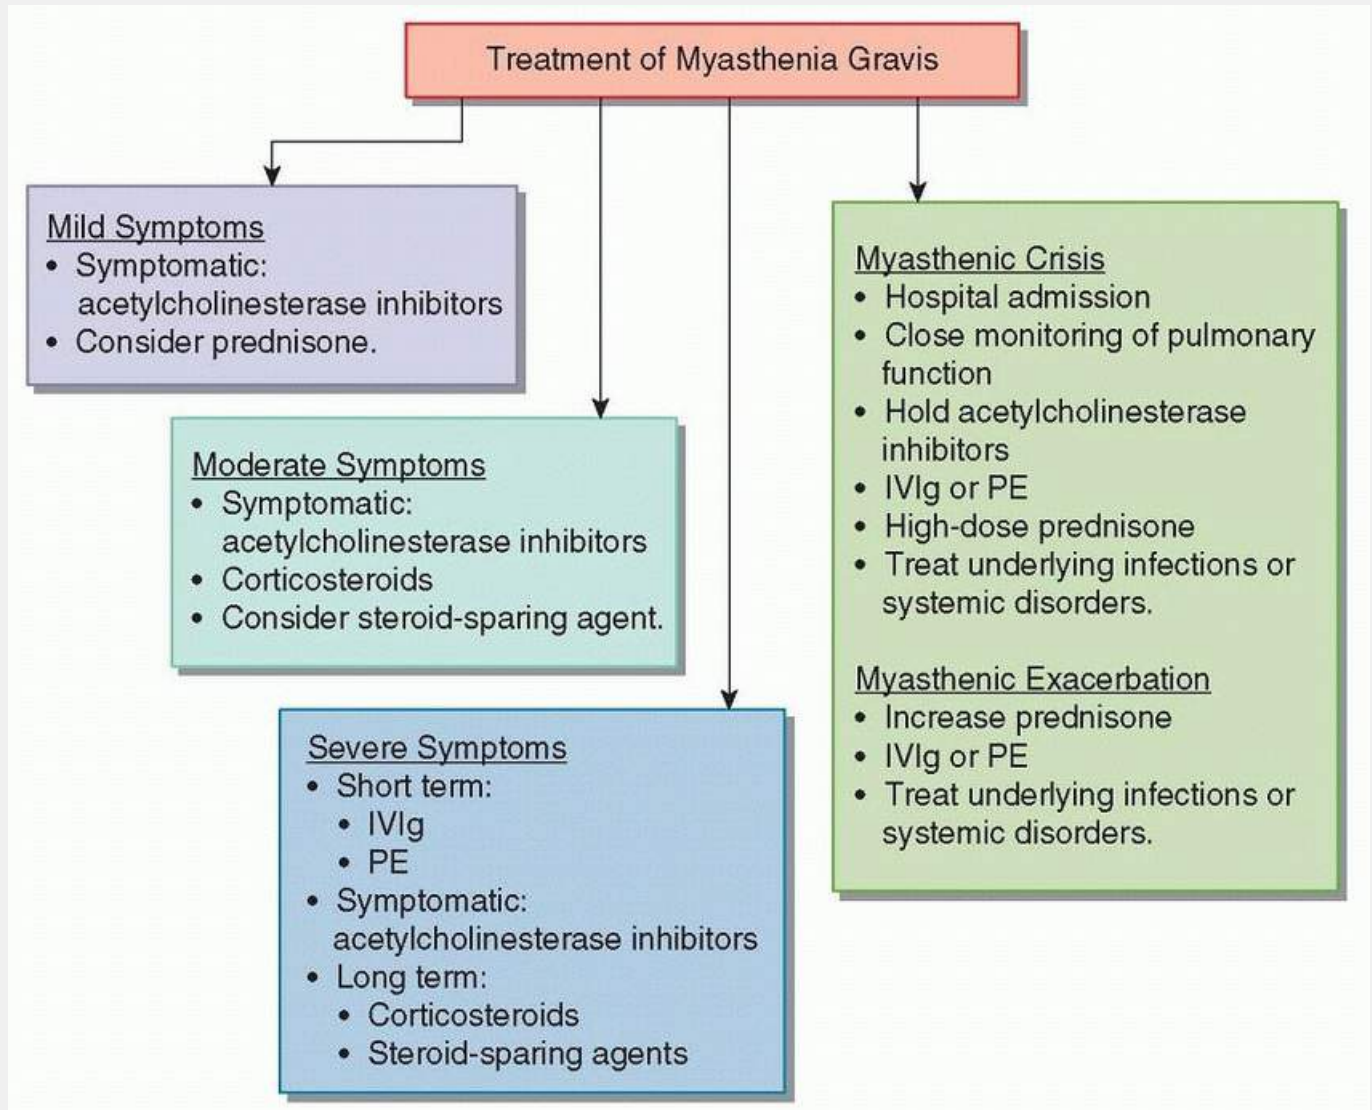 Treatment of Myasthenia Gravis
Mild Symptoms
• Symptomatic:
acetylcholinesterase inhibitors
• Consider prednisone.
Moderate Symptoms
• Symptomatic:
acetylcholinesterase inhibitors
• Corticosteroids
• Consider steroid-sparing agent.
Severe Symptoms
• Short term:
• IVIg
• PE
• Symptomatic:
acetylcholinesterase inhibitors
• Long term:
• Corticosteroids
• Steroid-sparing agents
Myasthenic Crisis
• Hospital admission
• Close monitoring of pulmonary
function
• Hold acetylcholinesterase
inhibitors
• IVIg or PE
• High-dose prednisone
• Treat underlying infections or
systemic disorders.
Myasthenic Exacerbation
• Increase prednisone
• IVIg or PE
• Treat underlying infections or
systemic disorders.